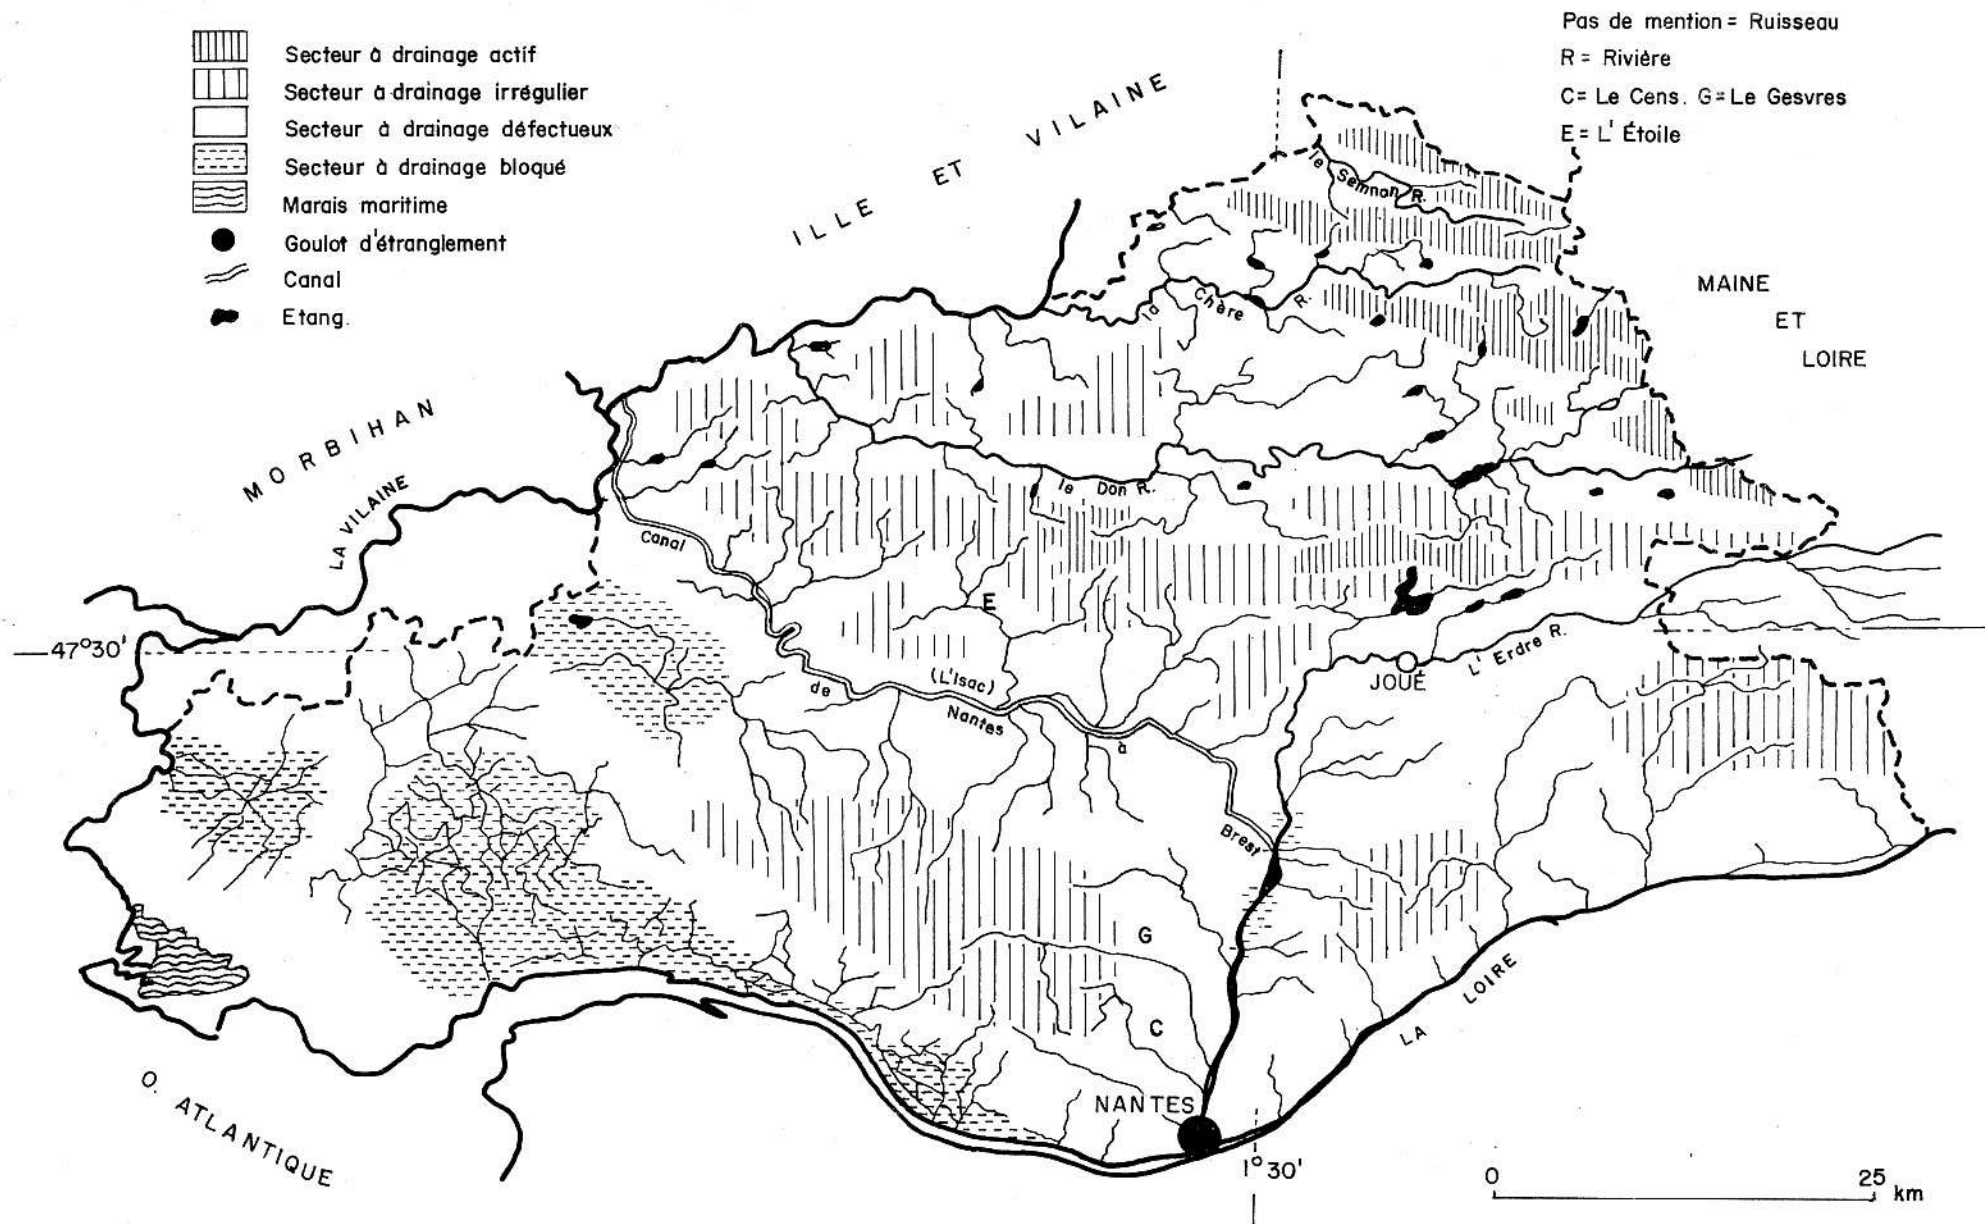 Secteur à drainage actif
Secteur à drainage irrégulier
Secteur à drainage défectueux
Secteur à drainage bloqué
Marais maritime
Goulot d'étranglement
Canal
Etang.
Pas de mention = Ruisseau
R = Rivière
C = Le Cens. G = Le Gesvres
E = L'Étoile
ILLE ET VILAINE
MAINE
ET
LOIRE
MORBIHAN
LA VILAINE
le Semnon R.
la Chère R.
le Don R.
Canal
de
(L'Isac)
Nantes
à
Brest
E
47°30'
L'Erdre R.
JOUÉ
G
C
LA LOIRE
NANTES
O. ATLANTIQUE
1°30'
0 25 km